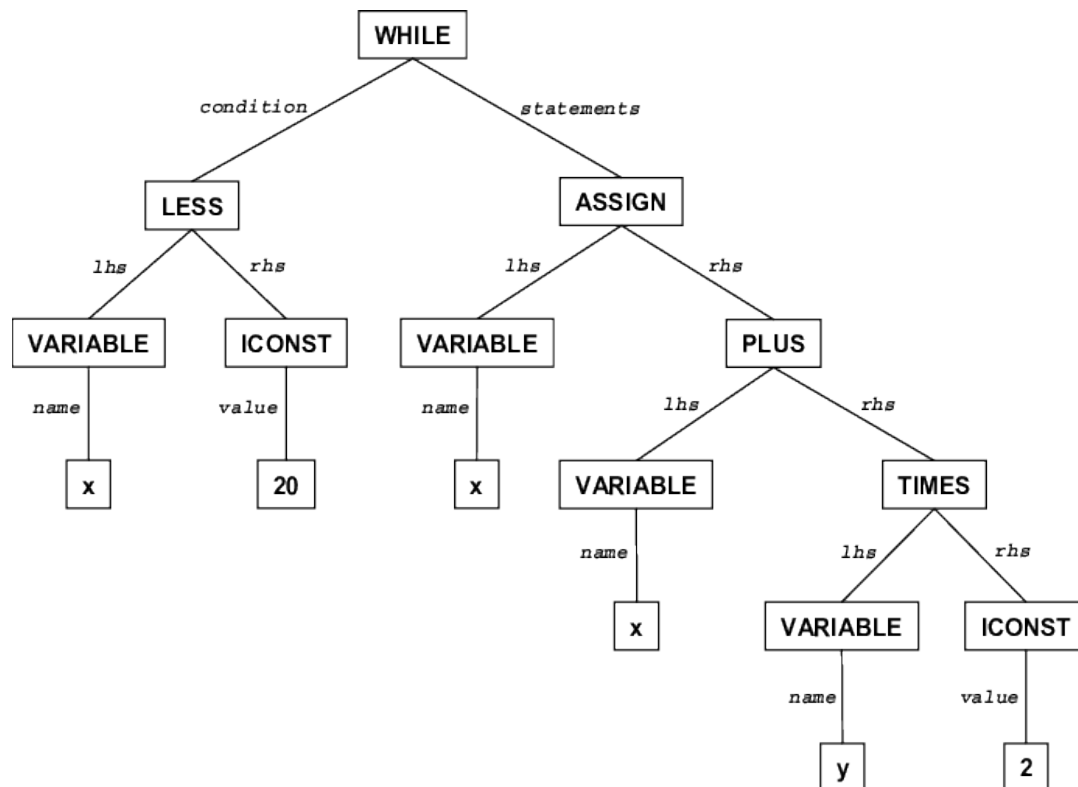 WHILE
condition statements
LESS ASSIGN
lhs rhs lhs rhs
VARIABLE ICONST VARIABLE PLUS
name value name lhs rhs
x 20 x VARIABLE TIMES
name lhs rhs
x VARIABLE ICONST
name value
y 2